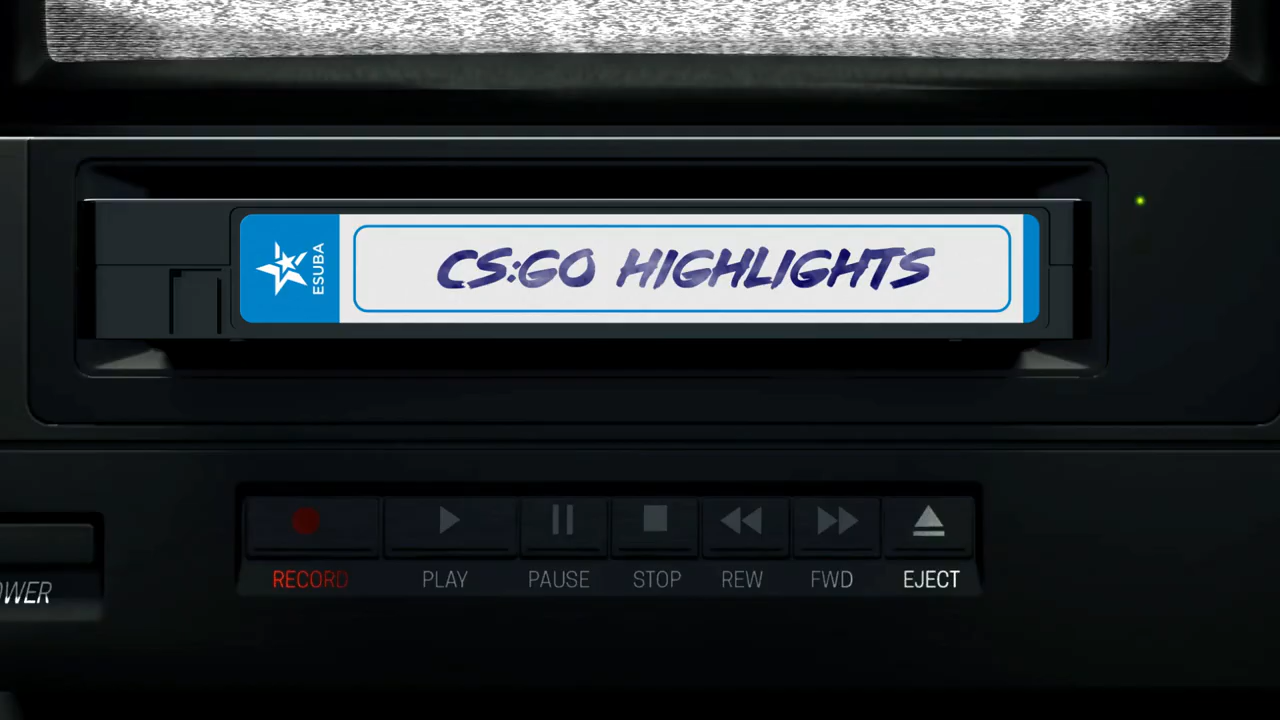 ESUBA
CS:GO HIGHLIGHTS
OWER
RECORD PLAY PAUSE STOP REW FWD EJECT